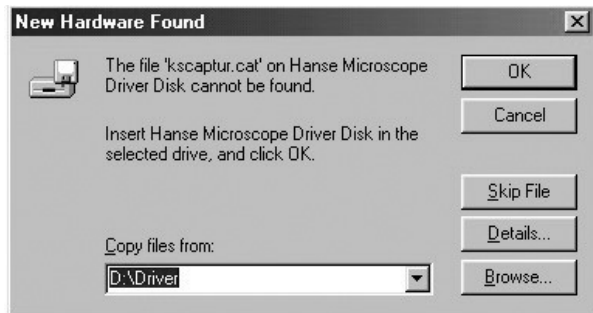 New Hardware Found
The file 'kscaptur.cat' on Hanse Microscope
Driver Disk cannot be found.
Insert Hanse Microscope Driver Disk in the
selected drive, and click OK.
Copy files from:
D:\Driver
OK
Cancel
Skip File
Details...
Browse...